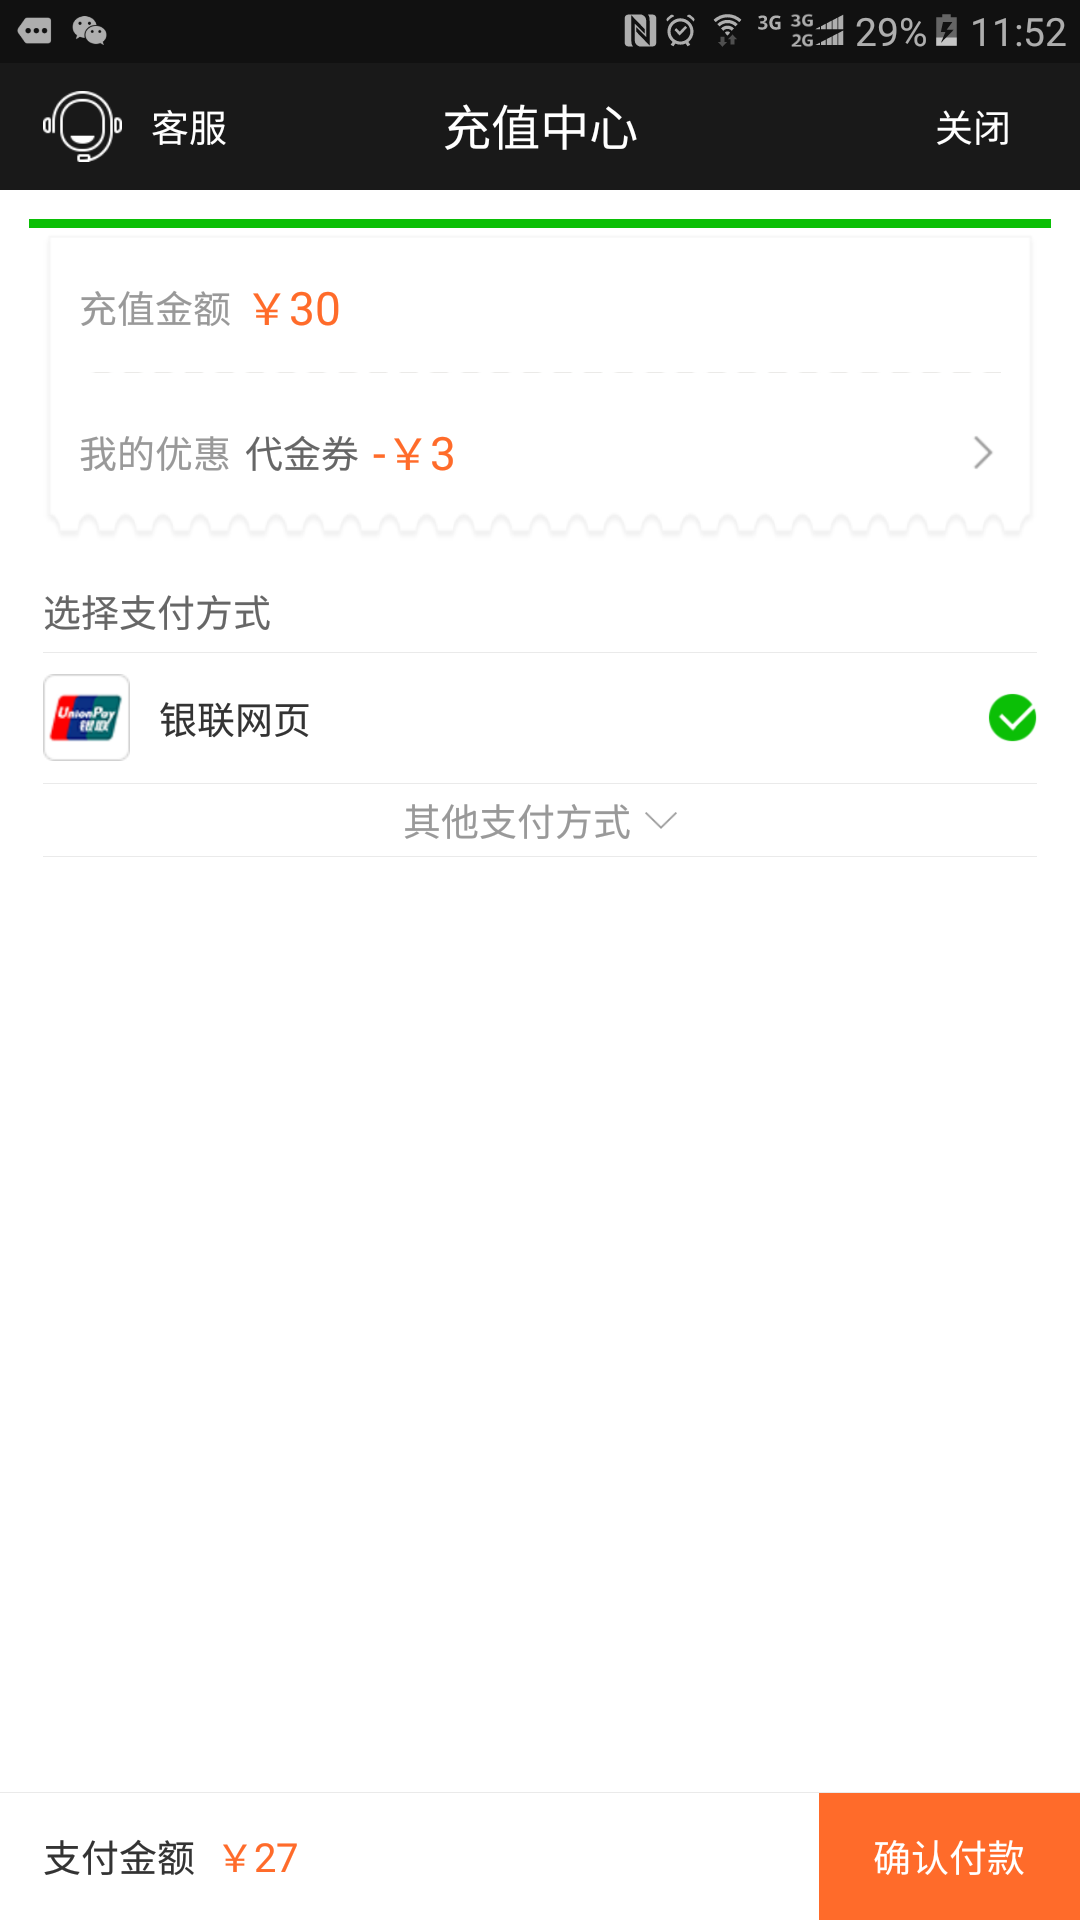 3G 3G 2G 29% 11:52
客服 充值中心 关闭
充值金额 ￥30
我的优惠 代金券 -￥3
选择支付方式
UnionPay 银联 银联网页
其他支付方式
支付金额 ￥27 确认付款